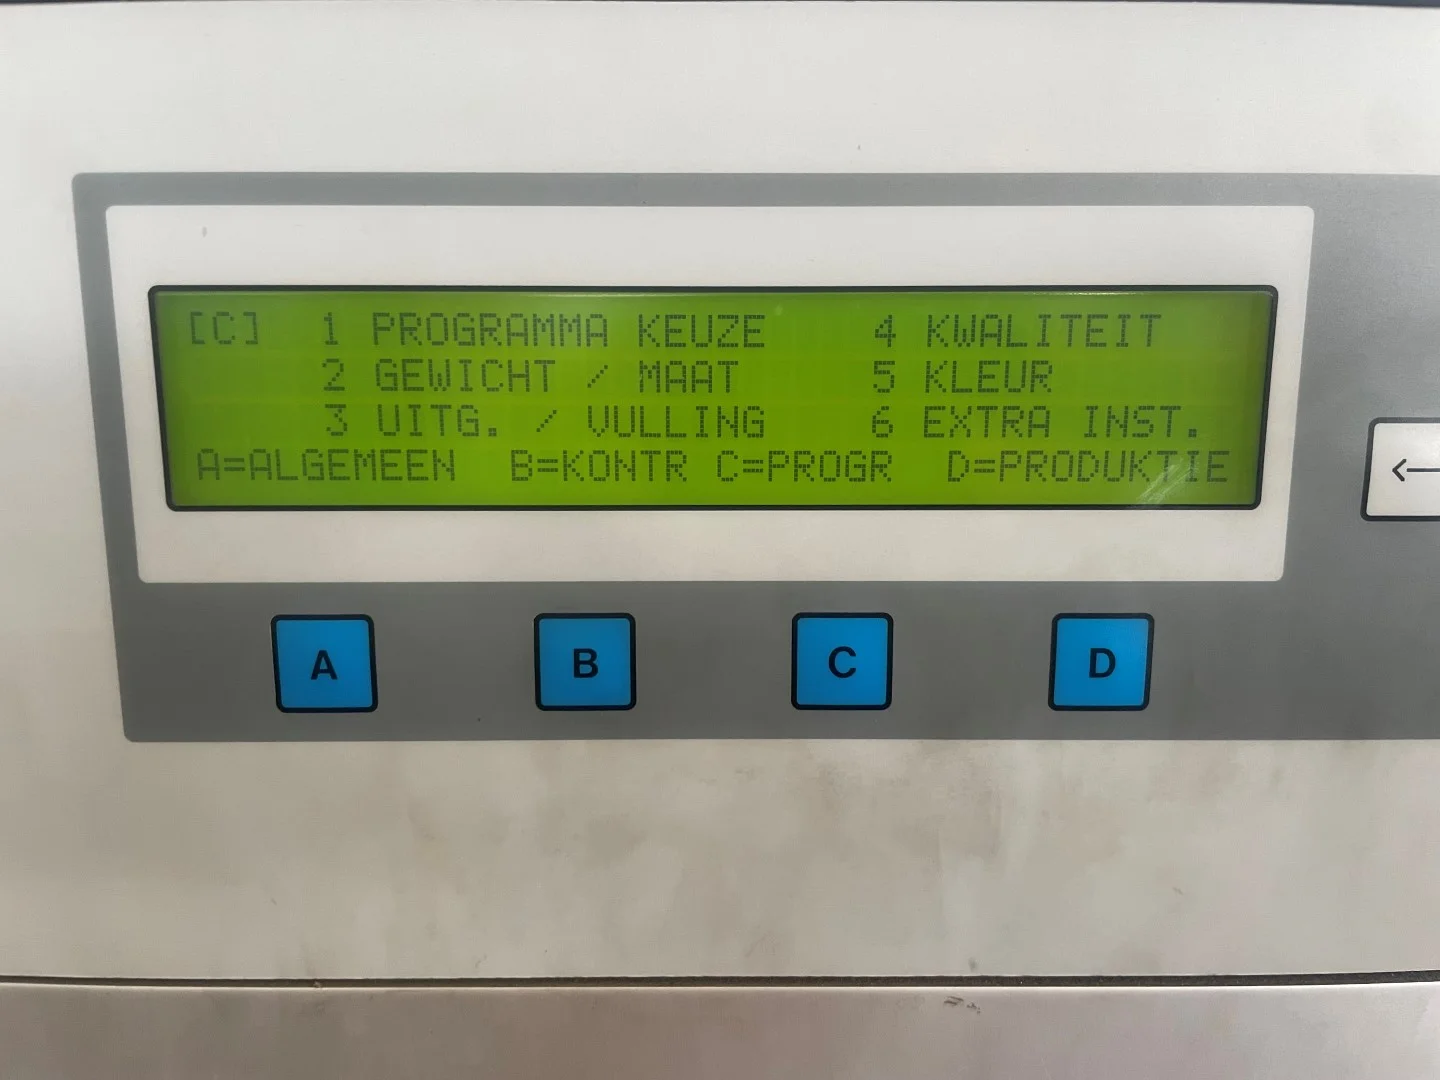 [C] 1 PROGRAMMA KEUZE 4 KWALITEIT
2 GEWICHT / MAAT 5 KLEUR
3 UITG. / VULLING 6 EXTRA INST.
A=ALGEMEEN B=KONTR C=PROGR D=PRODUKTIE
A B C D